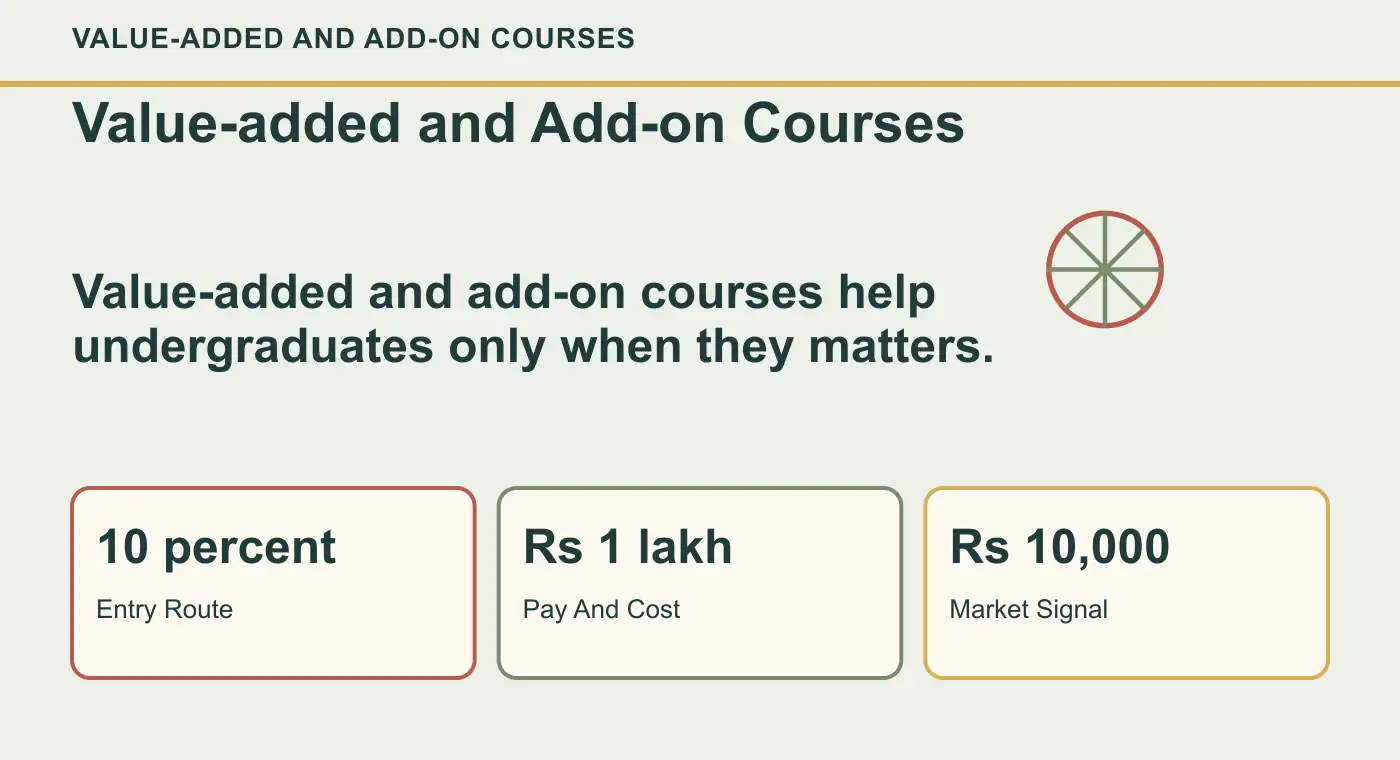 VALUE-ADDED AND ADD-ON COURSES
Value-added and Add-on Courses
Value-added and add-on courses help
undergraduates only when they matters.
10 percent
Entry Route
Rs 1 lakh
Pay And Cost
Rs 10,000
Market Signal